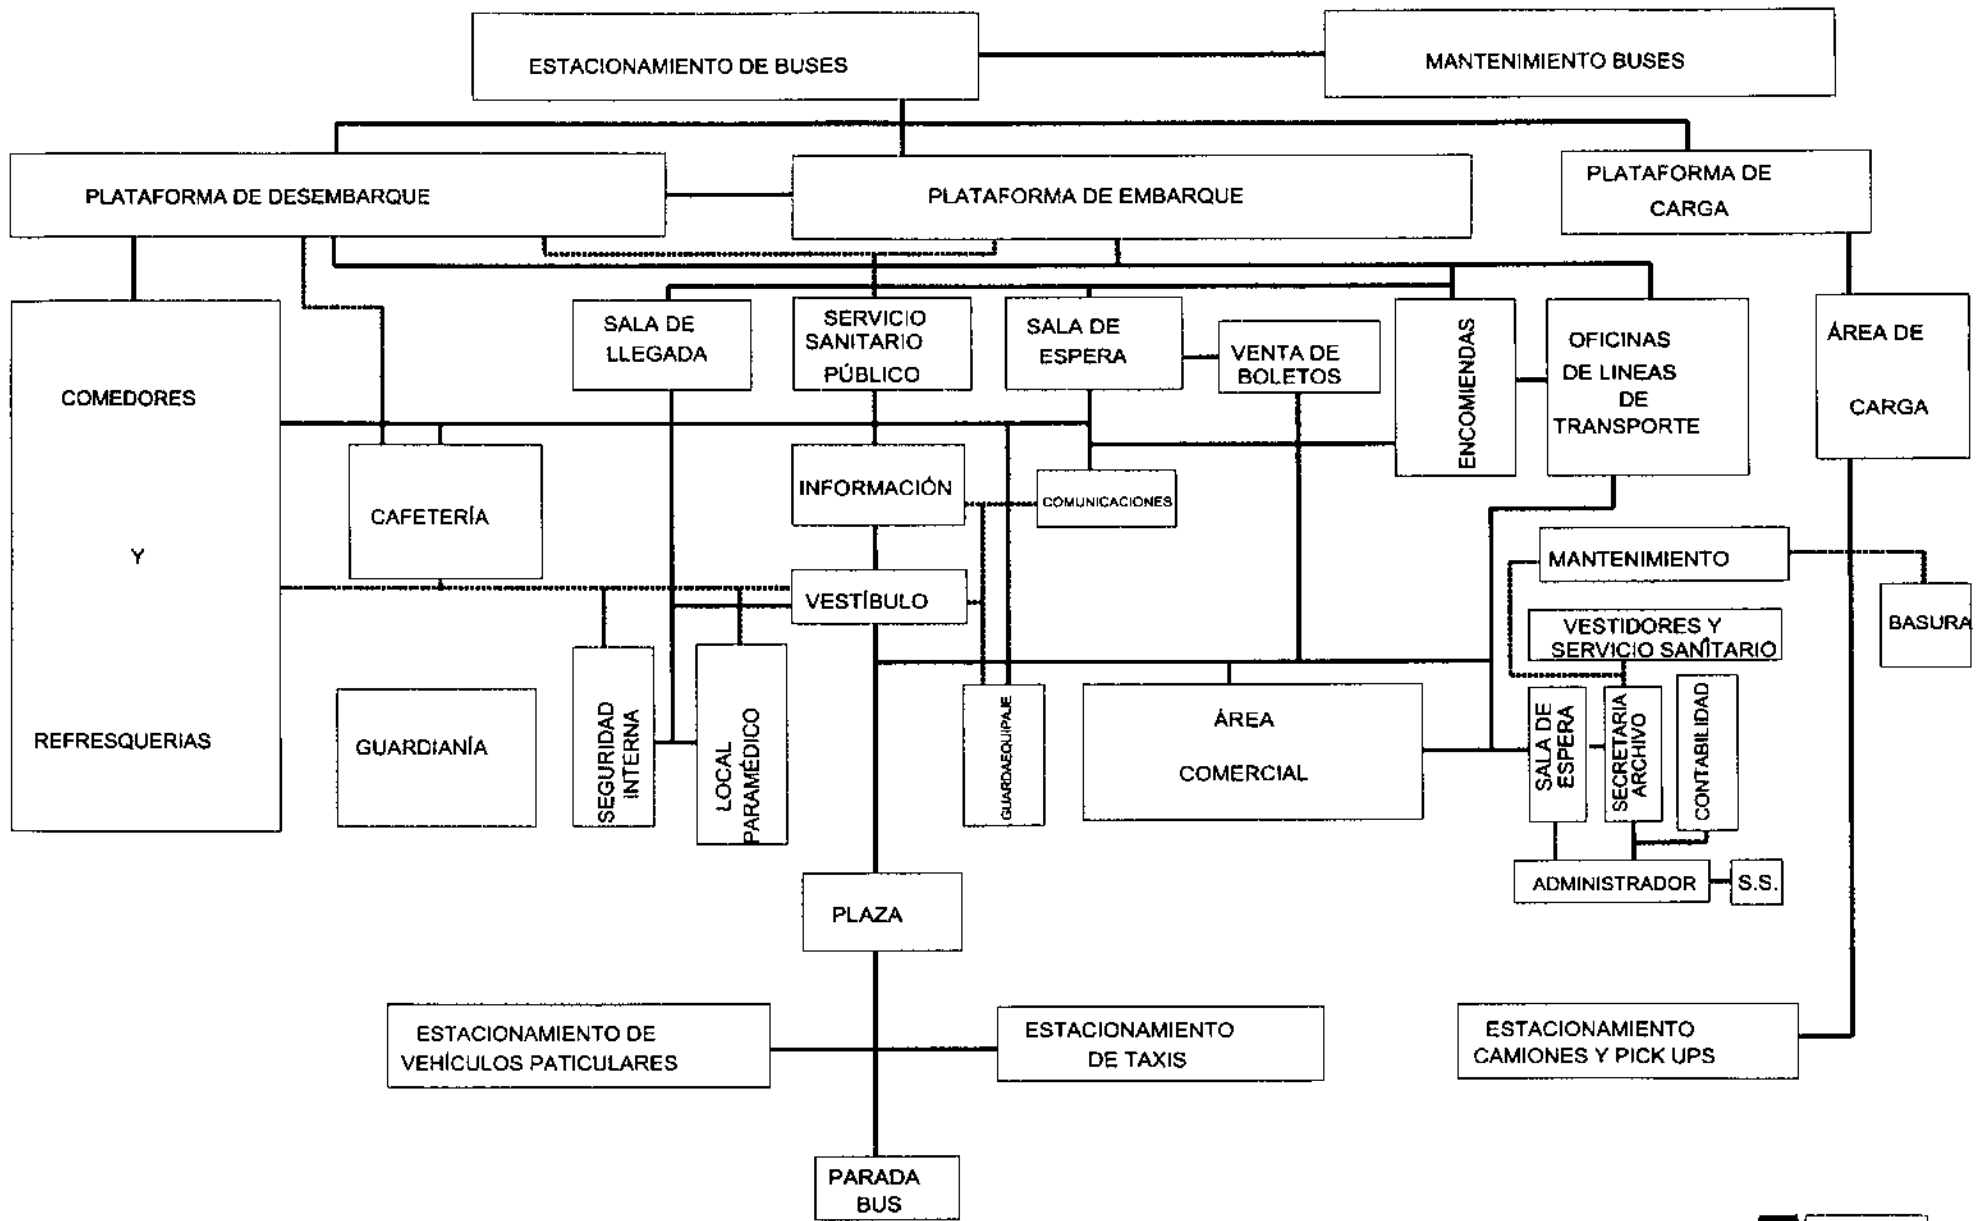 ESTACIONAMIENTO DE BUSES
MANTENIMIENTO BUSES
PLATAFORMA DE DESEMBARQUE
PLATAFORMA DE EMBARQUE
PLATAFORMA DE
CARGA
COMEDORES
Y
REFRESQUERIAS
SALA DE
LLEGADA
SERVICIO
SANITARIO
PÚBLICO
SALA DE
ESPERA
VENTA DE
BOLETOS
ENCOMIENDAS
OFICINAS
DE LINEAS
DE
TRANSPORTE
ÁREA DE
CARGA
CAFETERÍA
INFORMACIÓN
COMUNICACIONES
MANTENIMIENTO
VESTÍBULO
BASURA
VESTIDORES Y
SERVICIO SANITARIO
GUARDIANÍA
SEGURIDAD
INTERNA
LOCAL
PARAMÉDICO
GUARDAEQUIPAJE
ÁREA
COMERCIAL
SALA DE
ESPERA
SECRETARIA
ARCHIVO
CONTABILIDAD
ADMINISTRADOR
S.S.
PLAZA
ESTACIONAMIENTO DE
VEHÍCULOS PATICULARES
ESTACIONAMIENTO
DE TAXIS
ESTACIONAMIENTO
CAMIONES Y PICK UPS
PARADA
BUS